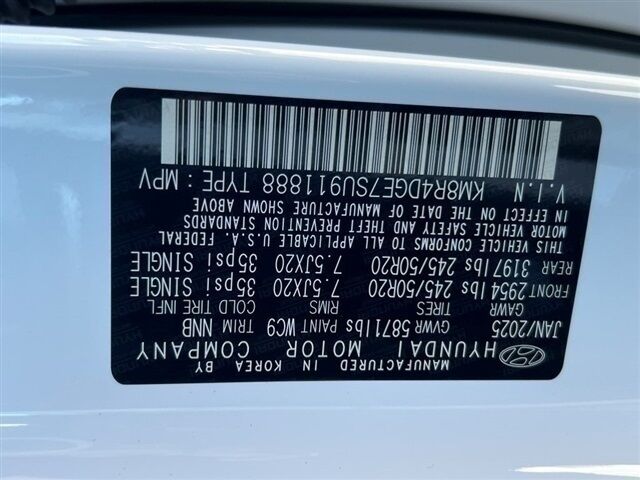 MANUFACTURED IN KOREA BY
HYUNDAI MOTOR COMPANY
JAN/2025 GVWR 5871lbs PAINT WC9 TRIM NNB
GAWR TIRES RIMS COLD TIRE INFL
FRONT 2954lbs 245/50R20 7.5JX20 35psi SINGLE
REAR 3197lbs 245/50R20 7.5JX20 35psi SINGLE
THIS VEHICLE CONFORMS TO ALL APPLICABLE U.S.A. FEDERAL
MOTOR VEHICLE SAFETY AND THEFT PREVENTION STANDARDS
IN EFFECT ON THE DATE OF MANUFACTURE SHOWN ABOVE
V.I.N KM8R4DGE7SU911888 TYPE : MPV